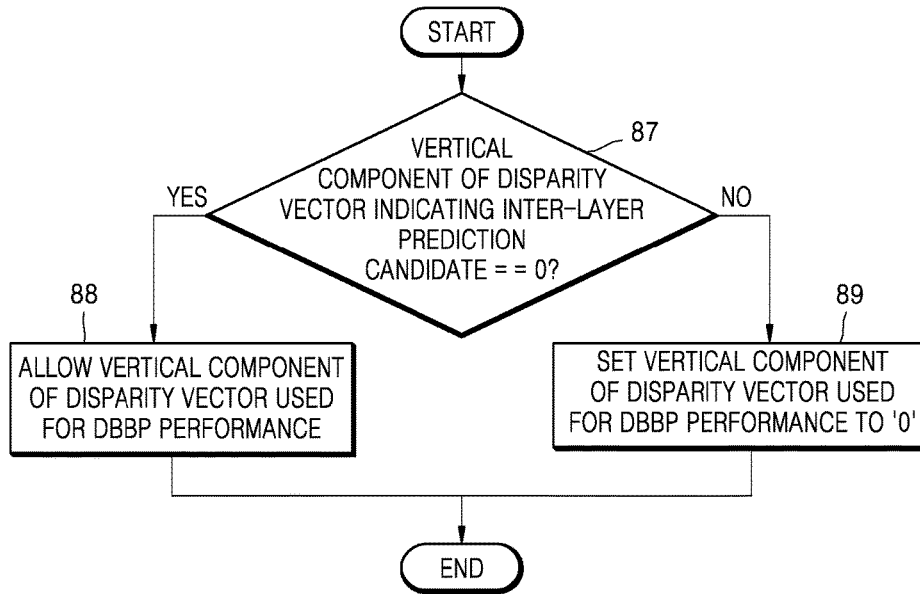 START
87
VERTICAL
COMPONENT OF DISPARITY
VECTOR INDICATING INTER-LAYER
PREDICTION
CANDIDATE = = 0?
YES
NO
88
ALLOW VERTICAL COMPONENT
OF DISPARITY VECTOR USED
FOR DBBP PERFORMANCE
89
SET VERTICAL COMPONENT
OF DISPARITY VECTOR USED
FOR DBBP PERFORMANCE TO '0'
END